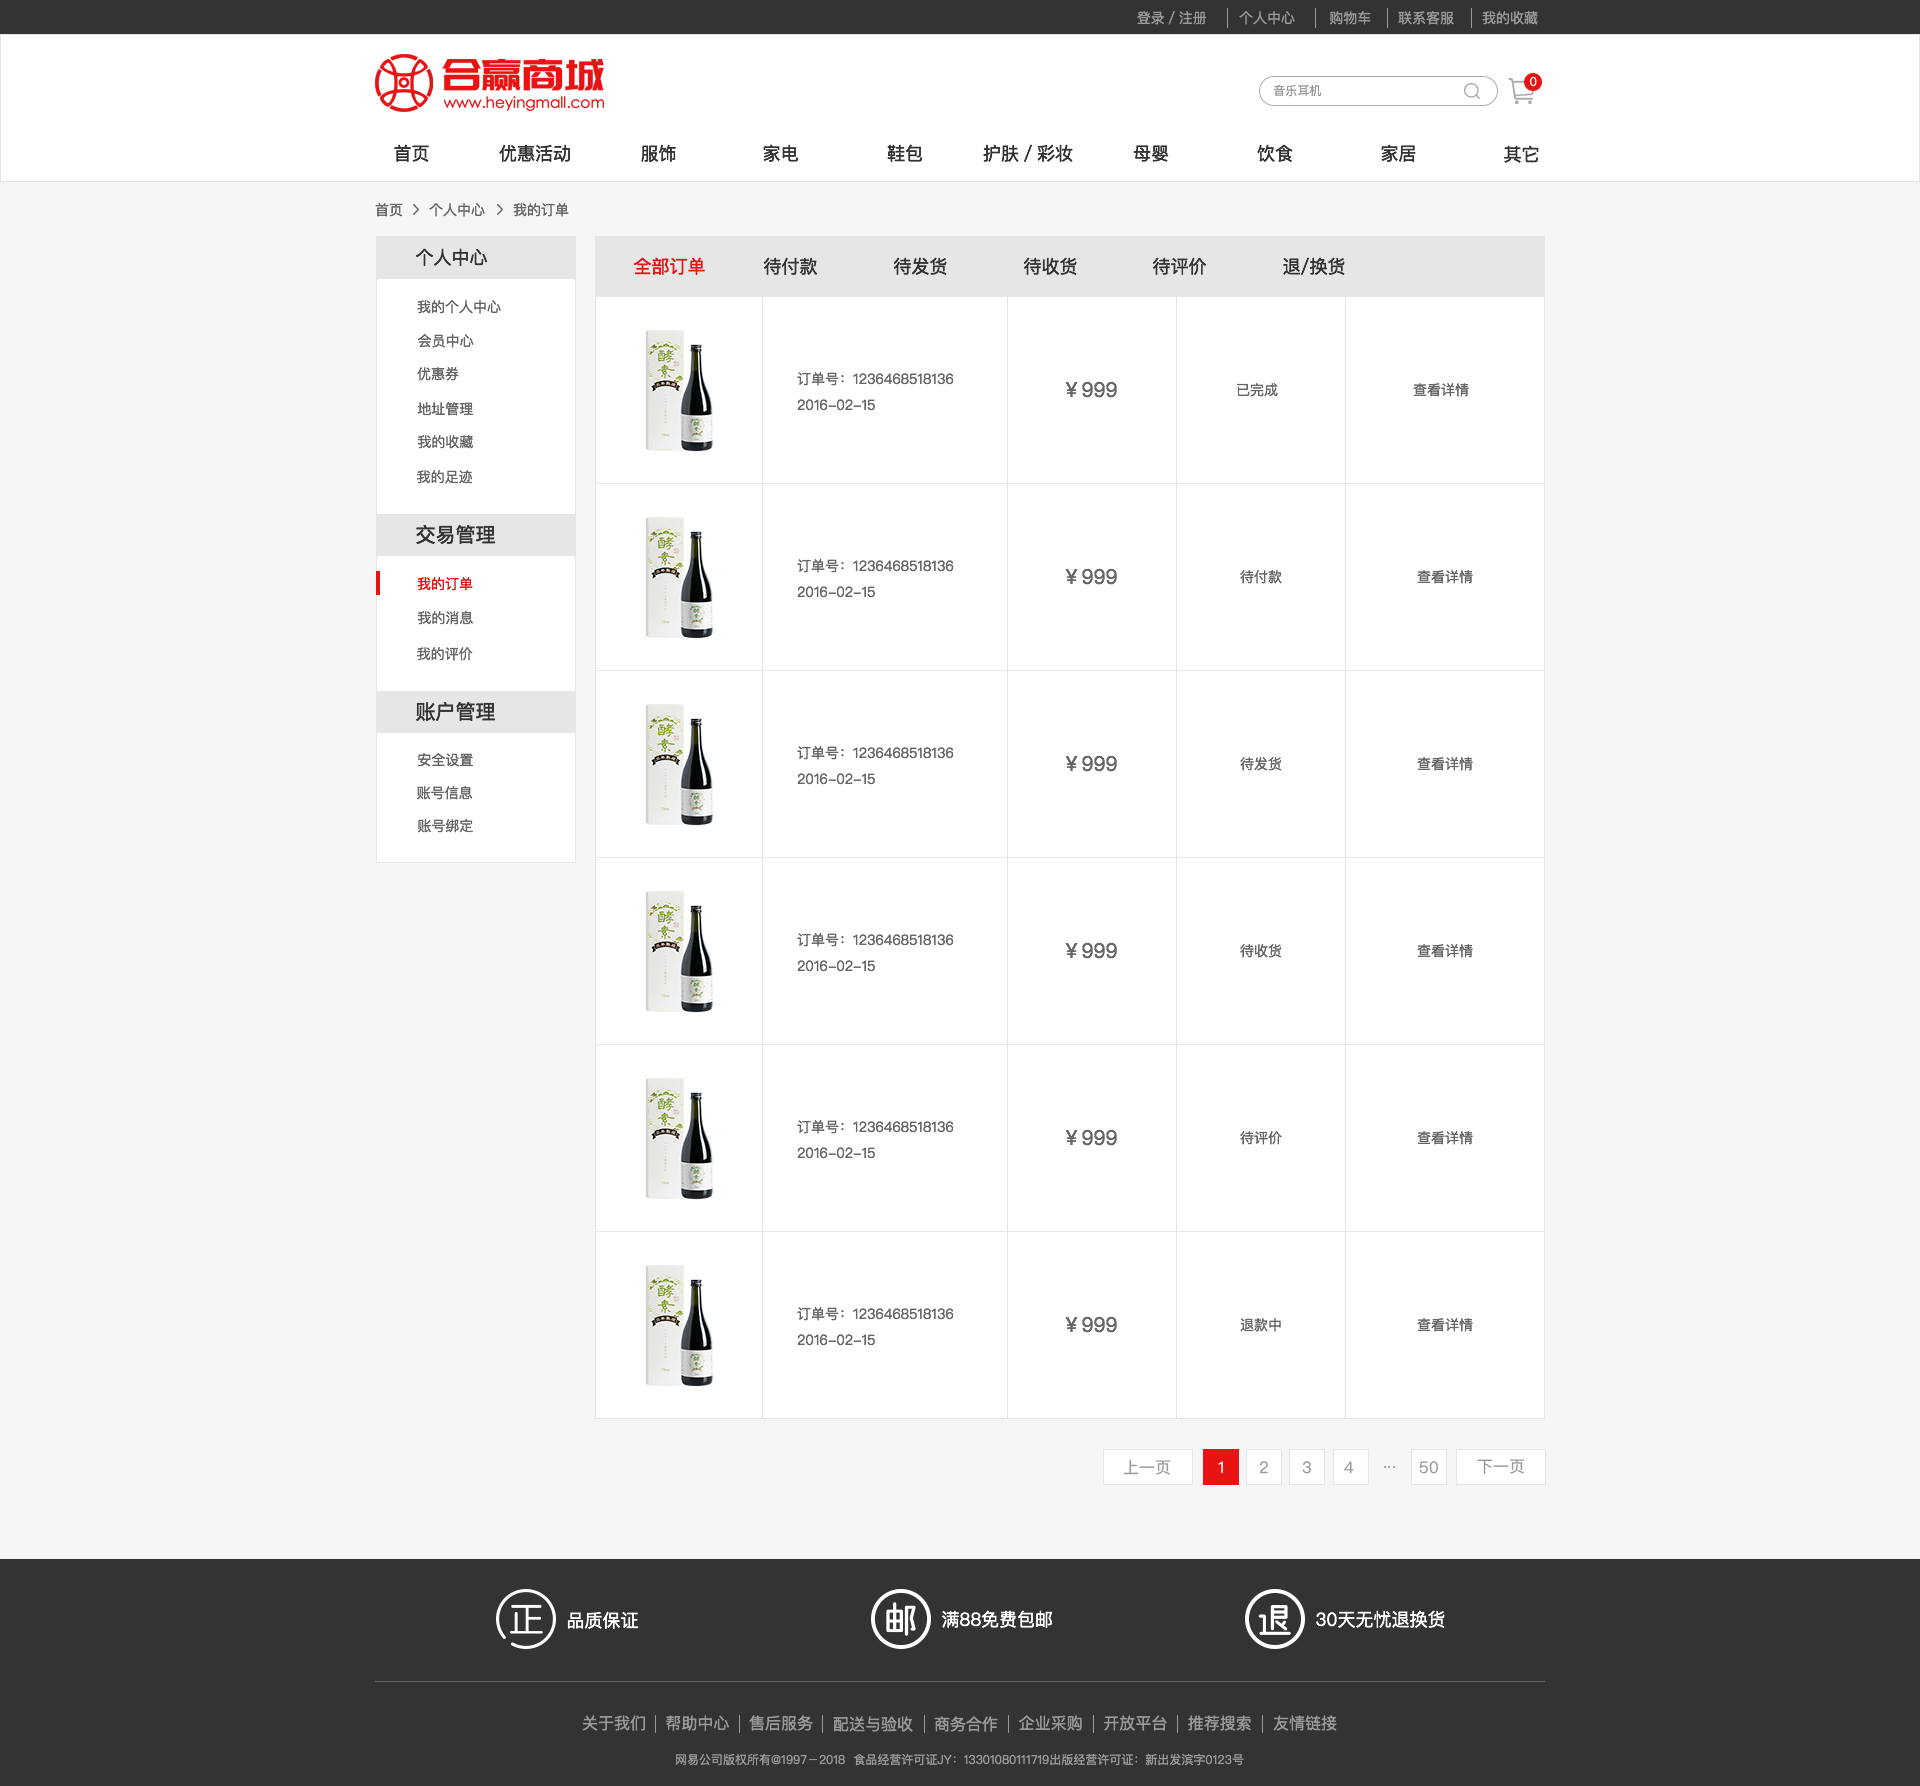 登录 / 注册 个人中心 购物车 联系客服 我的收藏
合赢商城
www.heyingmall.com
音乐耳机
0
首页 优惠活动 服饰 家电 鞋包 护肤 / 彩妆 母婴 饮食 家居 其它
首页 > 个人中心 > 我的订单
个人中心
我的个人中心
会员中心
优惠券
地址管理
我的收藏
我的足迹
交易管理
我的订单
我的消息
我的评价
账户管理
安全设置
账号信息
账号绑定
全部订单 待付款 待发货 待收货 待评价 退/换货
酵素
订单号：1236468518136
2016-02-15
¥ 999
已完成
查看详情
酵素
订单号：1236468518136
2016-02-15
¥ 999
待付款
查看详情
酵素
订单号：1236468518136
2016-02-15
¥ 999
待发货
查看详情
酵素
订单号：1236468518136
2016-02-15
¥ 999
待收货
查看详情
酵素
订单号：1236468518136
2016-02-15
¥ 999
待评价
查看详情
酵素
订单号：1236468518136
2016-02-15
¥ 999
退款中
查看详情
上一页 1 2 3 4 ··· 50 下一页
正 品质保证
邮 满88免费包邮
退 30天无忧退换货
关于我们 帮助中心 售后服务 配送与验收 商务合作 企业采购 开放平台 推荐搜索 友情链接
网易公司版权所有@1997－2018 食品经营许可证JY：13301080111719出版经营许可证：新出发滨字0123号